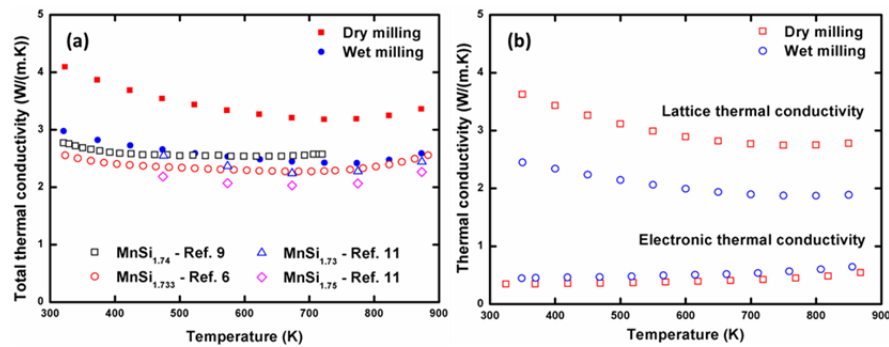 (a)
Dry milling
Wet milling
Total thermal conductivity (W/(m.K))
5
4
3
2
1
0
MnSi1.74 - Ref. 9
MnSi1.73 - Ref. 11
MnSi1.733 - Ref. 6
MnSi1.75 - Ref. 11
300 400 500 600 700 800 900
Temperature (K)
(b)
Dry milling
Wet milling
Lattice thermal conductivity
Electronic thermal conductivity
Thermal conductivity (W/(m.K))
5
4
3
2
1
0
300 400 500 600 700 800 900
Temperature (K)